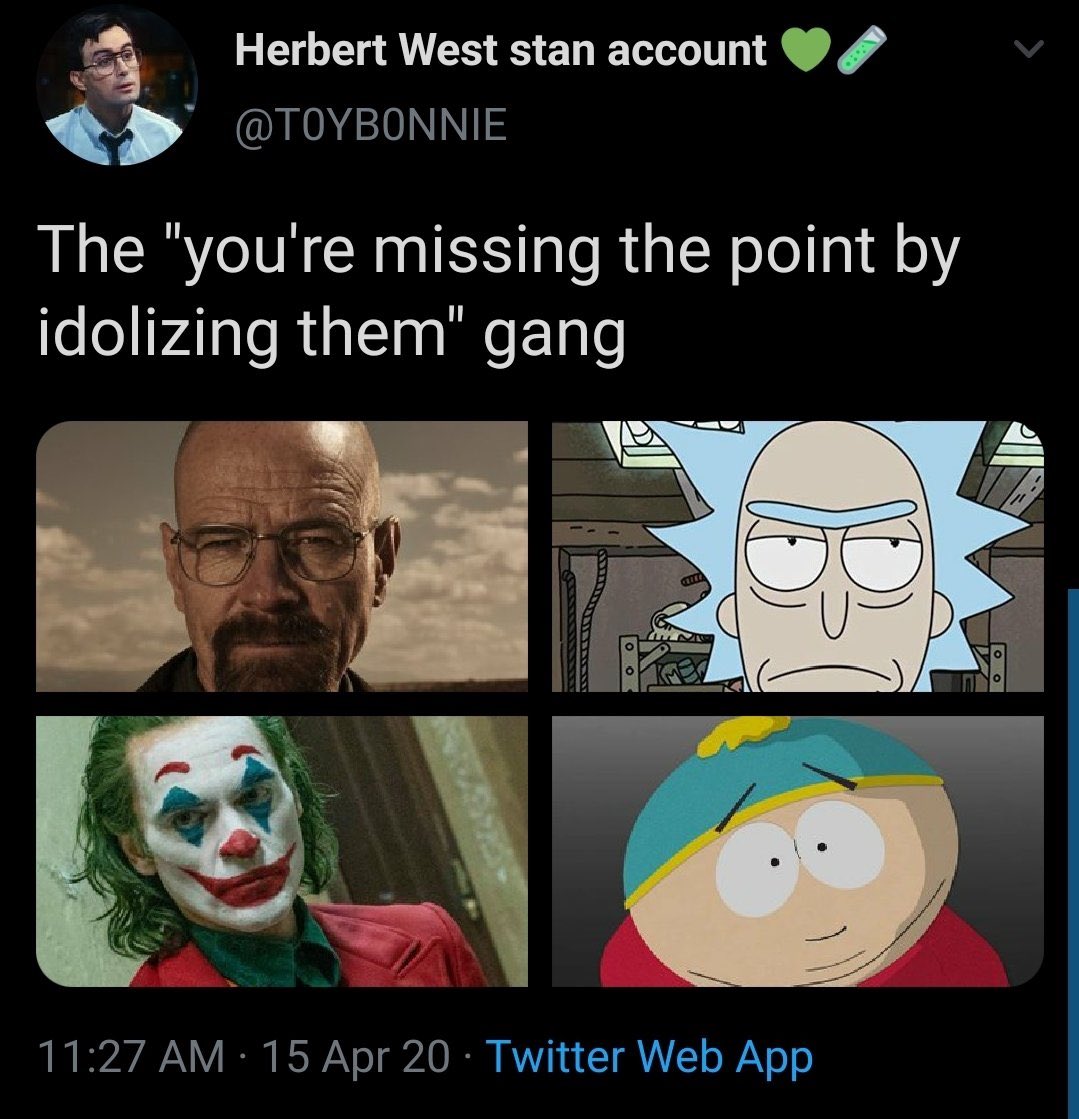 Herbert West stan account 💚🧪
@T0YB0NNIE
The "you're missing the point by
idolizing them" gang
11:27 AM · 15 Apr 20 · Twitter Web App